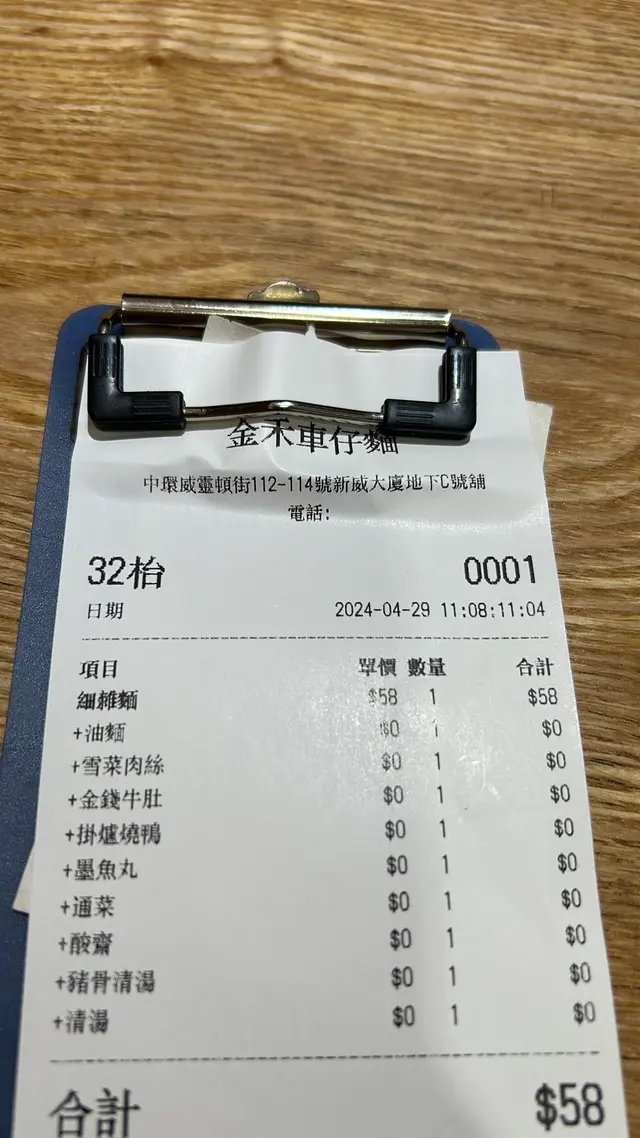 金禾車仔麵
中環威靈頓街112-114號新威大廈地下C號舖
電話:
32枱 0001
日期 2024-04-29 11:08:11:04
項目 單價 數量 合計
細雜麵 $58 1 $58
+油麵 $0 1 $0
+雪菜肉絲 $0 1 $0
+金錢牛肚 $0 1 $0
+掛爐燒鴨 $0 1 $0
+墨魚丸 $0 1 $0
+通菜 $0 1 $0
+酸齋 $0 1 $0
+豬骨清湯 $0 1 $0
+清湯 $0 1 $0
合計 $58